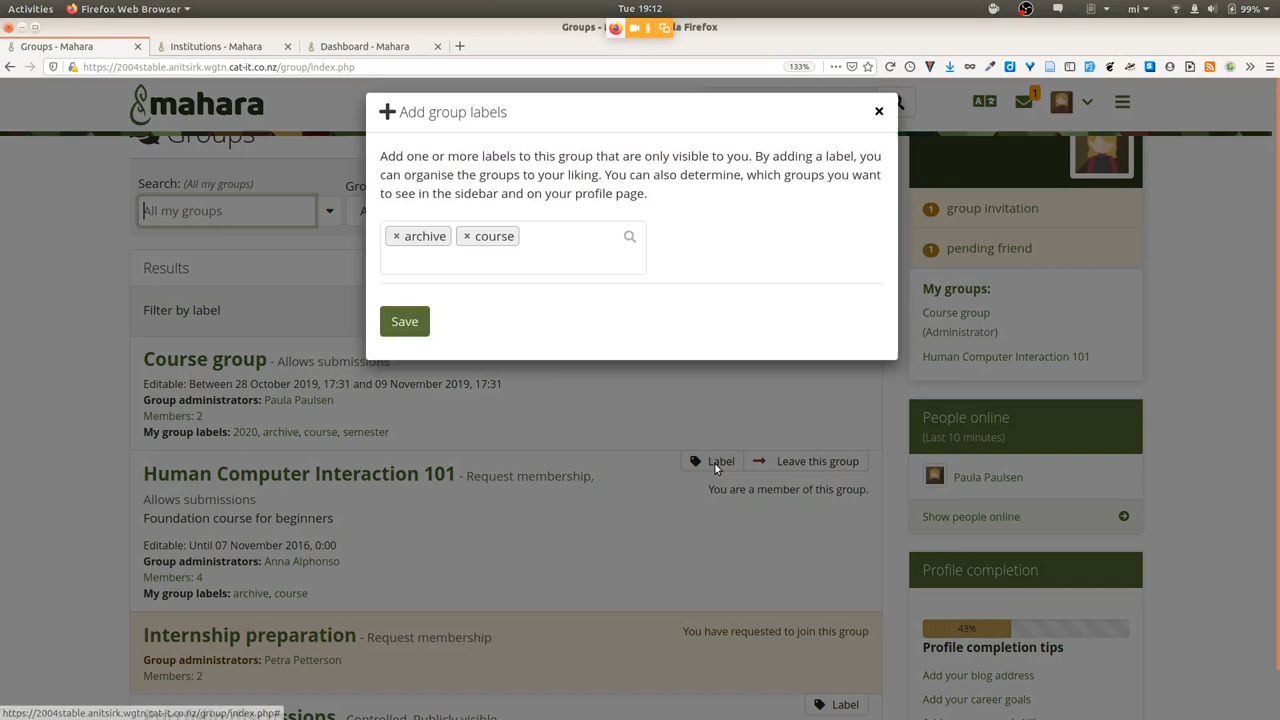 Activities
Firefox Web Browser
Tue 19:12
mi
99%
Groups - 
la Firefox
Groups - Mahara
Institutions - Mahara
Dashboard - Mahara
https://2004stable.anitsirk.wgtn.cat-it.co.nz/group/index.php
133%
mahara
1
Groups
Search: (All my groups)
Gro
All my groups
A
Results
Filter by label
Add group labels
×
Add one or more labels to this group that are only visible to you. By adding a label, you
can organise the groups to your liking. You can also determine, which groups you want
to see in the sidebar and on your profile page.
× archive
× course
Save
Course group - Allows submissions
Editable: Between 28 October 2019, 17:31 and 09 November 2019, 17:31
Group administrators: Paula Paulsen
Members: 2
My group labels: 2020, archive, course, semester
Human Computer Interaction 101 - Request membership,
Allows submissions
Label
Leave this group
You are a member of this group.
Foundation course for beginners
Editable: Until 07 November 2016, 0:00
Group administrators: Anna Alphonso
Members: 4
My group labels: archive, course
Internship preparation - Request membership
You have requested to join this group
Group administrators: Petra Petterson
Members: 2
Label
Controlled, Publicly visible
https://2004stable.anitsirk.wgtn.cat-it.co.nz/group/index.php#
1 group invitation
1 pending friend
My groups:
Course group
(Administrator)
Human Computer Interaction 101
People online
(Last 10 minutes)
Paula Paulsen
Show people online
Profile completion
43%
Profile completion tips
Add your blog address
Add your career goals